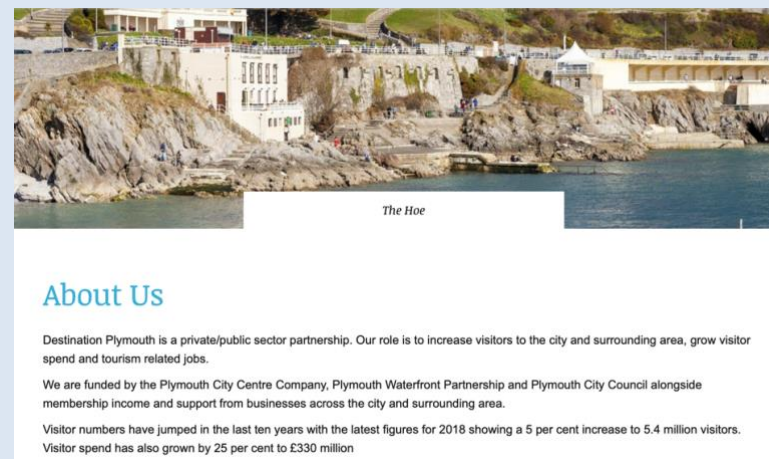 The Hoe
About Us
Destination Plymouth is a private/public sector partnership. Our role is to increase visitors to the city and surrounding area, grow visitor
spend and tourism related jobs.
We are funded by the Plymouth City Centre Company, Plymouth Waterfront Partnership and Plymouth City Council alongside
membership income and support from businesses across the city and surrounding area.
Visitor numbers have jumped in the last ten years with the latest figures for 2018 showing a 5 per cent increase to 5.4 million visitors.
Visitor spend has also grown by 25 per cent to £330 million